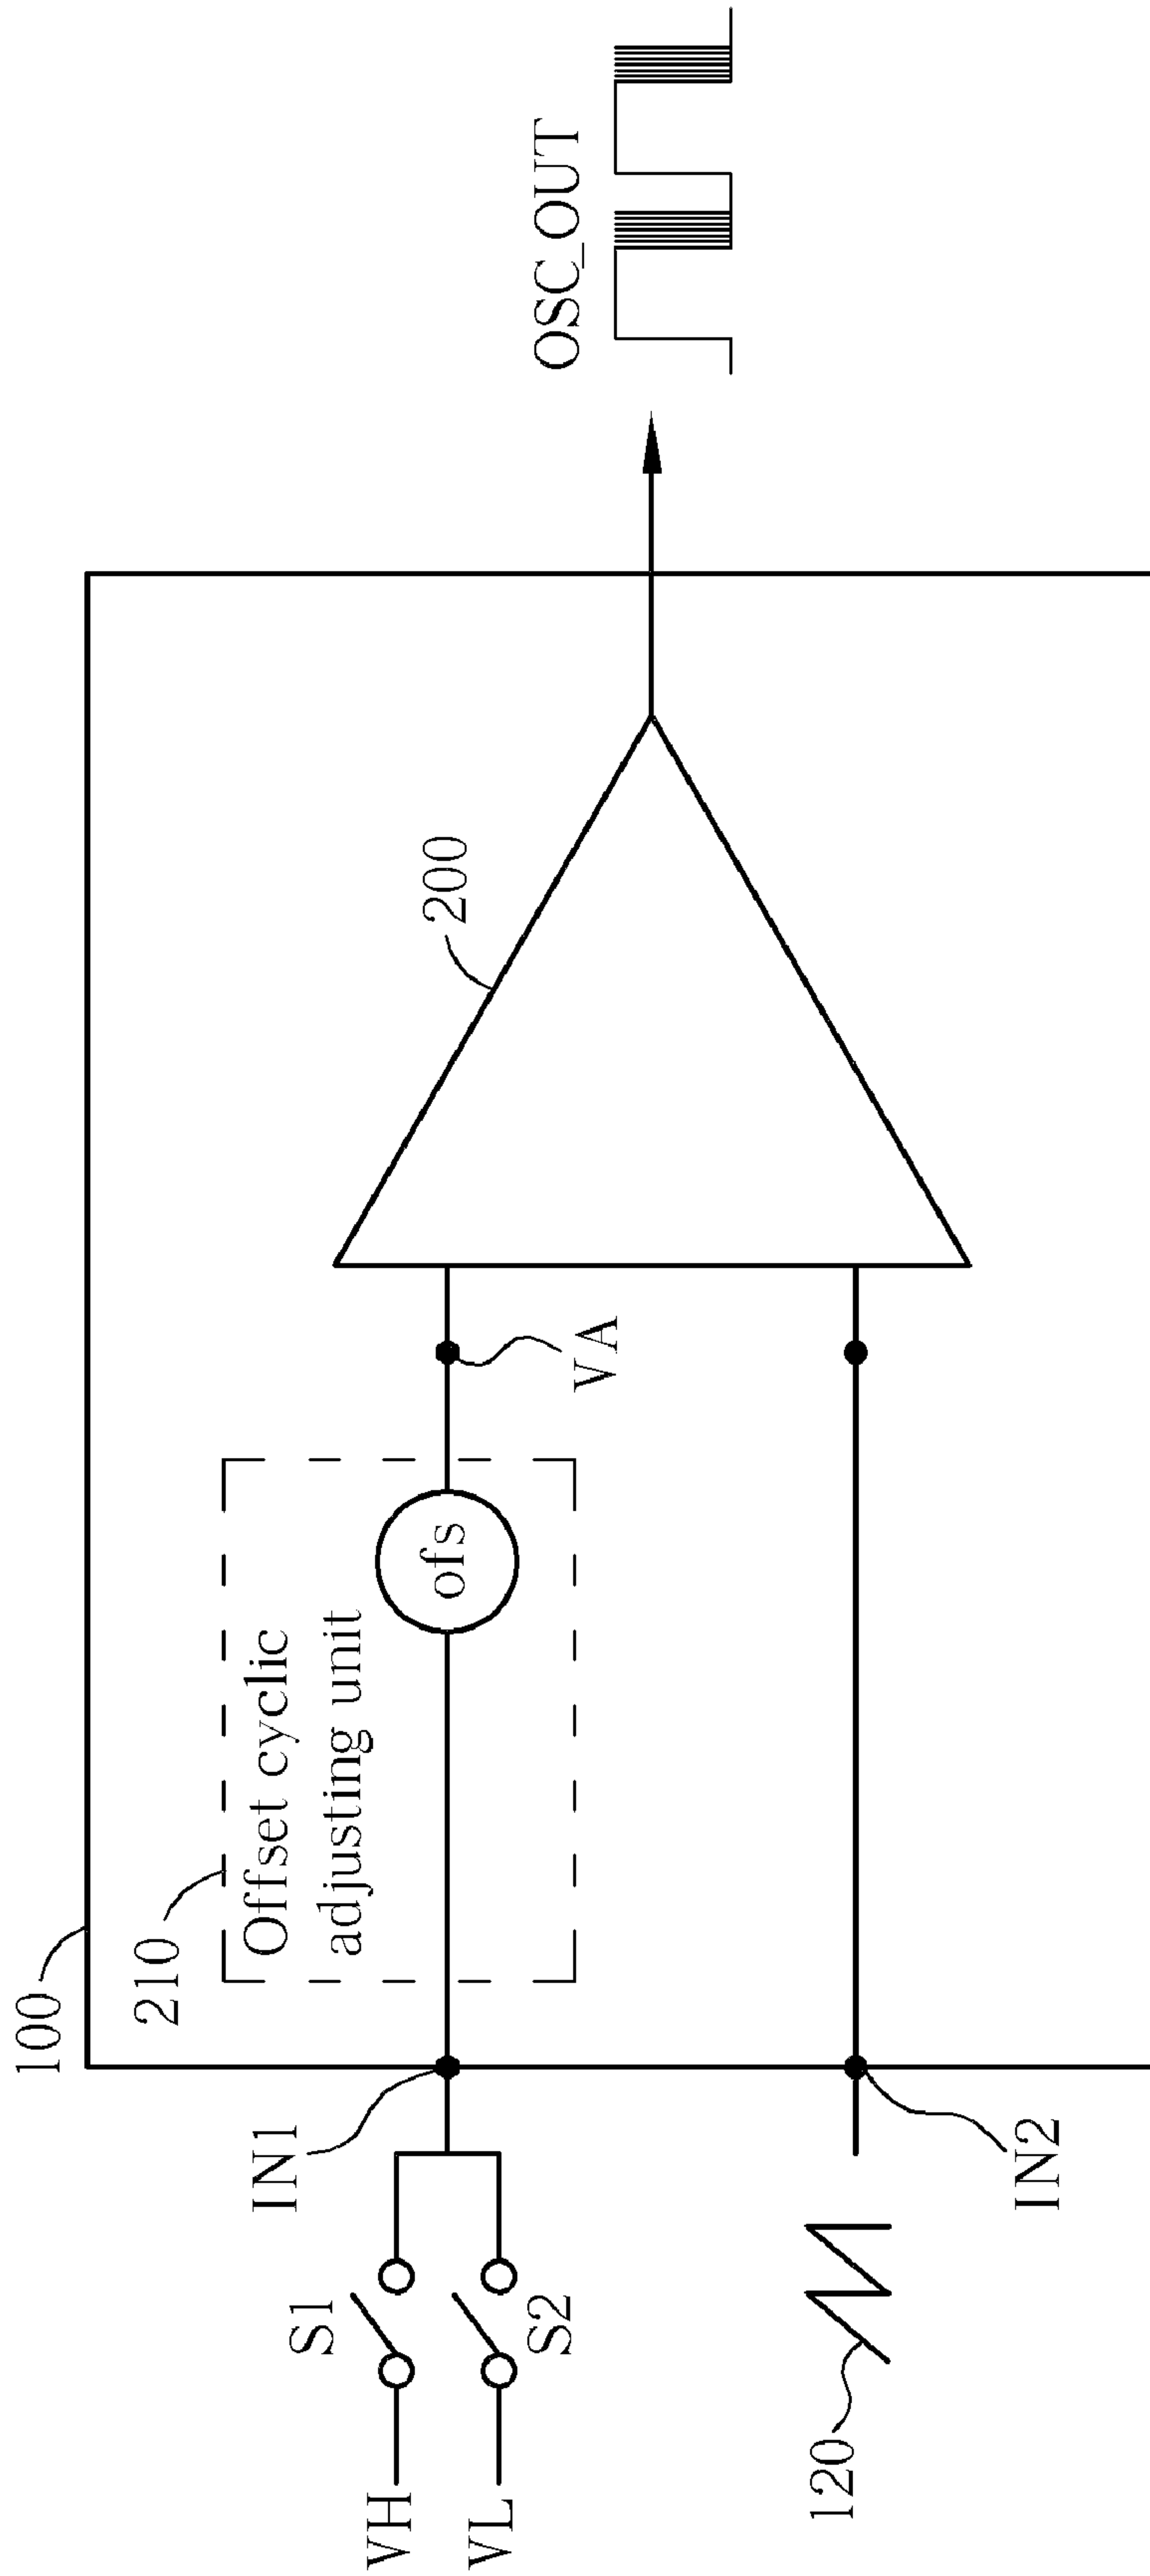 100
210
Offset cyclic
adjusting unit
ofs
200
OSC_OUT
VA
IN1
S1
VH
VL
S2
120
IN2